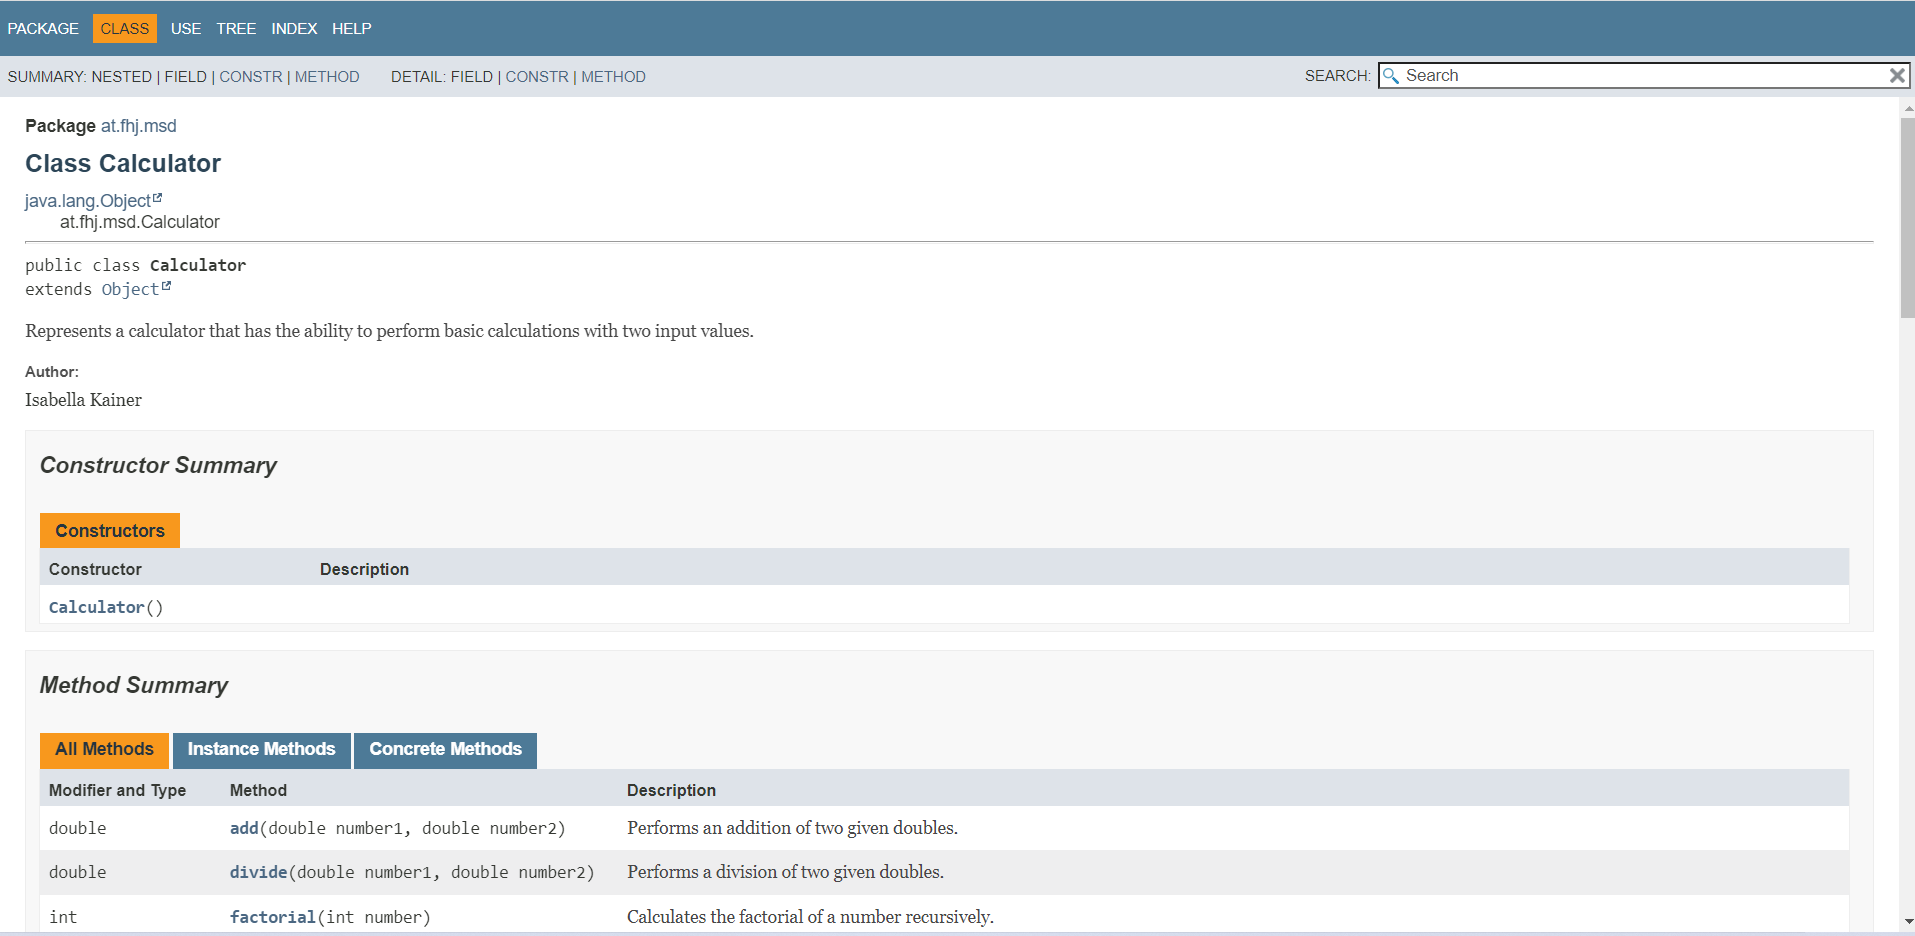 PACKAGE CLASS USE TREE INDEX HELP
SUMMARY: NESTED | FIELD | CONSTR | METHOD DETAIL: FIELD | CONSTR | METHOD SEARCH: Search
Package at.fhj.msd
Class Calculator
java.lang.Object
at.fhj.msd.Calculator
public class Calculator
extends Object
Represents a calculator that has the ability to perform basic calculations with two input values.
Author:
Isabella Kainer
Constructor Summary
Constructors
Constructor Description
Calculator()
Method Summary
All Methods Instance Methods Concrete Methods
Modifier and Type Method Description
double add(double number1, double number2) Performs an addition of two given doubles.
double divide(double number1, double number2) Performs a division of two given doubles.
int factorial(int number) Calculates the factorial of a number recursively.